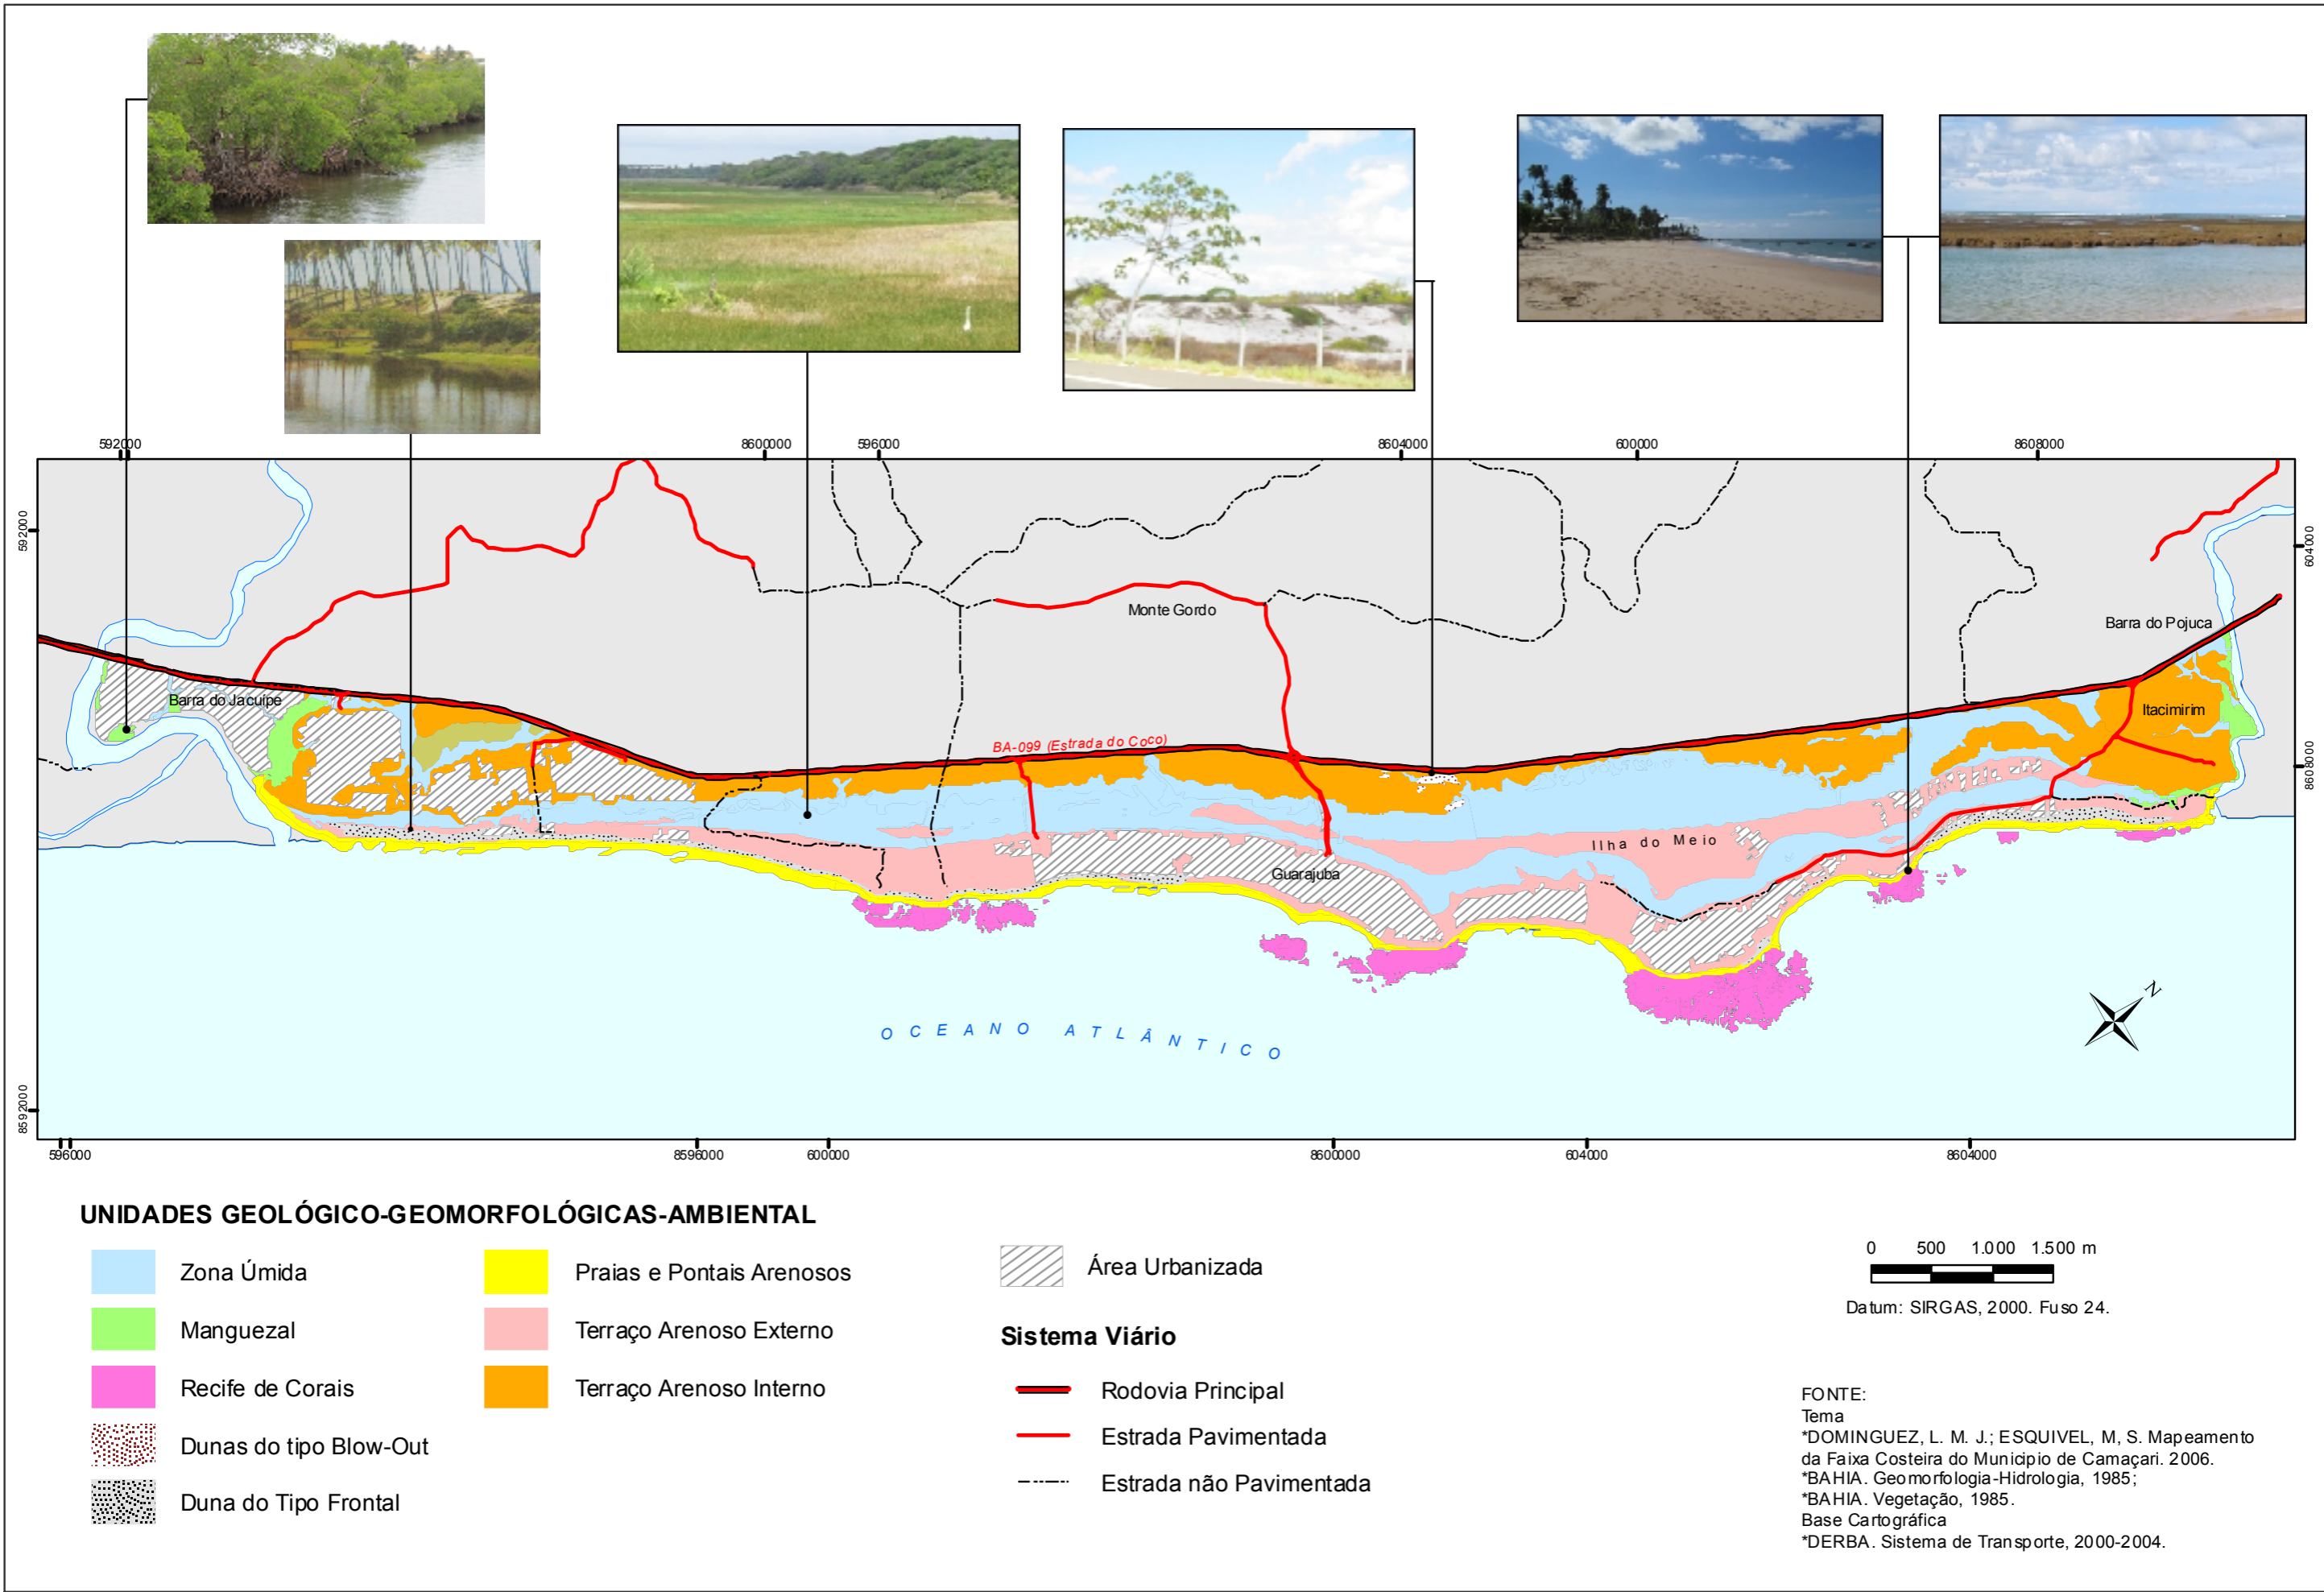 592000
8600000
596000
8604000
600000
8608000
592000
604000
Monte Gordo
Barra do Pojuca
Barra do Jacuípe
Itacimirim
BA-099 (Estrada do Coco)
8608000
Ilha do Meio
Guarajuba
OCEANO ATLÂNTICO
8592000
596000
8596000
600000
8600000
604000
8604000
N
UNIDADES GEOLÓGICO-GEOMORFOLÓGICAS-AMBIENTAL
Zona Úmida
Manguezal
Recife de Corais
Dunas do tipo Blow-Out
Duna do Tipo Frontal
Praias e Pontais Arenosos
Terraço Arenoso Externo
Terraço Arenoso Interno
Área Urbanizada
Sistema Viário
Rodovia Principal
Estrada Pavimentada
Estrada não Pavimentada
0 500 1.000 1.500 m
Datum: SIRGAS, 2000. Fuso 24.
FONTE:
Tema
*DOMINGUEZ, L. M. J.; ESQUIVEL, M, S. Mapeamento
da Faixa Costeira do Municipio de Camaçari. 2006.
*BAHIA. Geomorfologia-Hidrologia, 1985;
*BAHIA. Vegetação, 1985.
Base Cartográfica
*DERBA. Sistema de Transporte, 2000-2004.